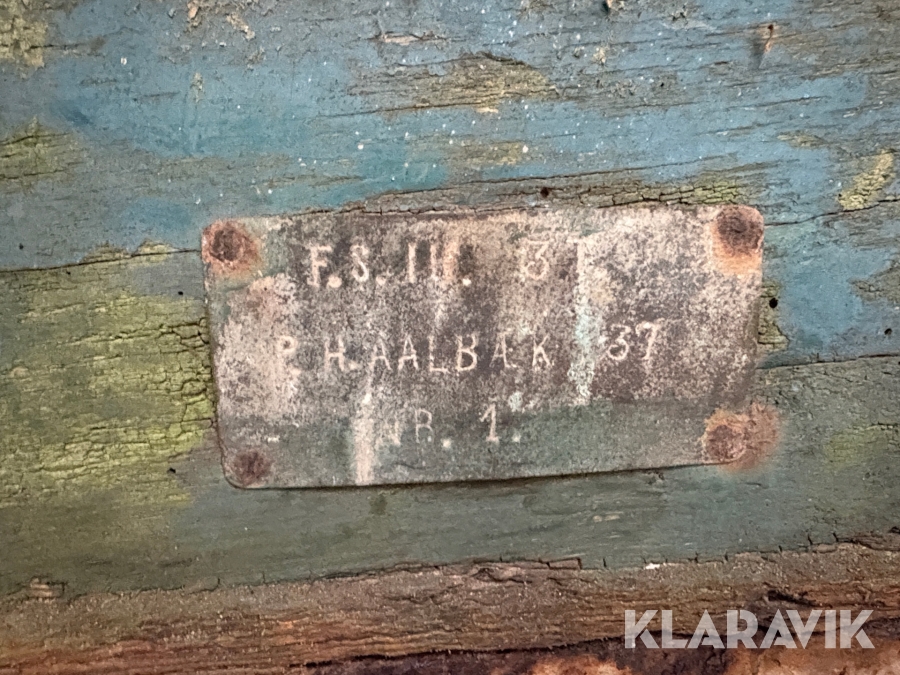 F.S. III. 37
P. H. AALBÆK 37
NR. 1.
KLARAVIK